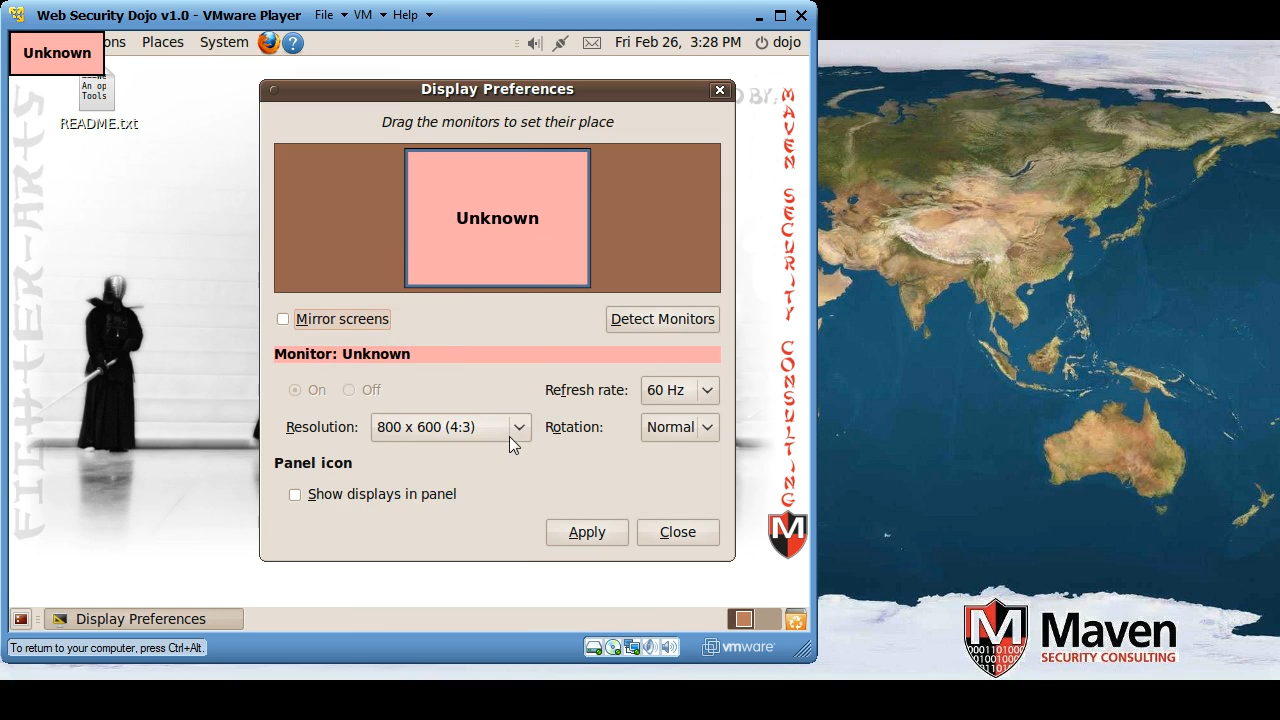 Web Security Dojo v1.0 - VMware Player File VM Help
ons Places System ? Fri Feb 26, 3:28 PM dojo
Unknown
An op
Tools
README.txt
Display Preferences
Drag the monitors to set their place
Unknown
Mirror screens Detect Monitors
Monitor: Unknown
On Off Refresh rate: 60 Hz
Resolution: 800 x 600 (4:3) Rotation: Normal
Panel icon
Show displays in panel
Apply Close
D BY:
MAVEN SECURITY CONSULTING
M
Display Preferences
To return to your computer, press Ctrl+Alt.
vmware
M
Maven
SECURITY CONSULTING